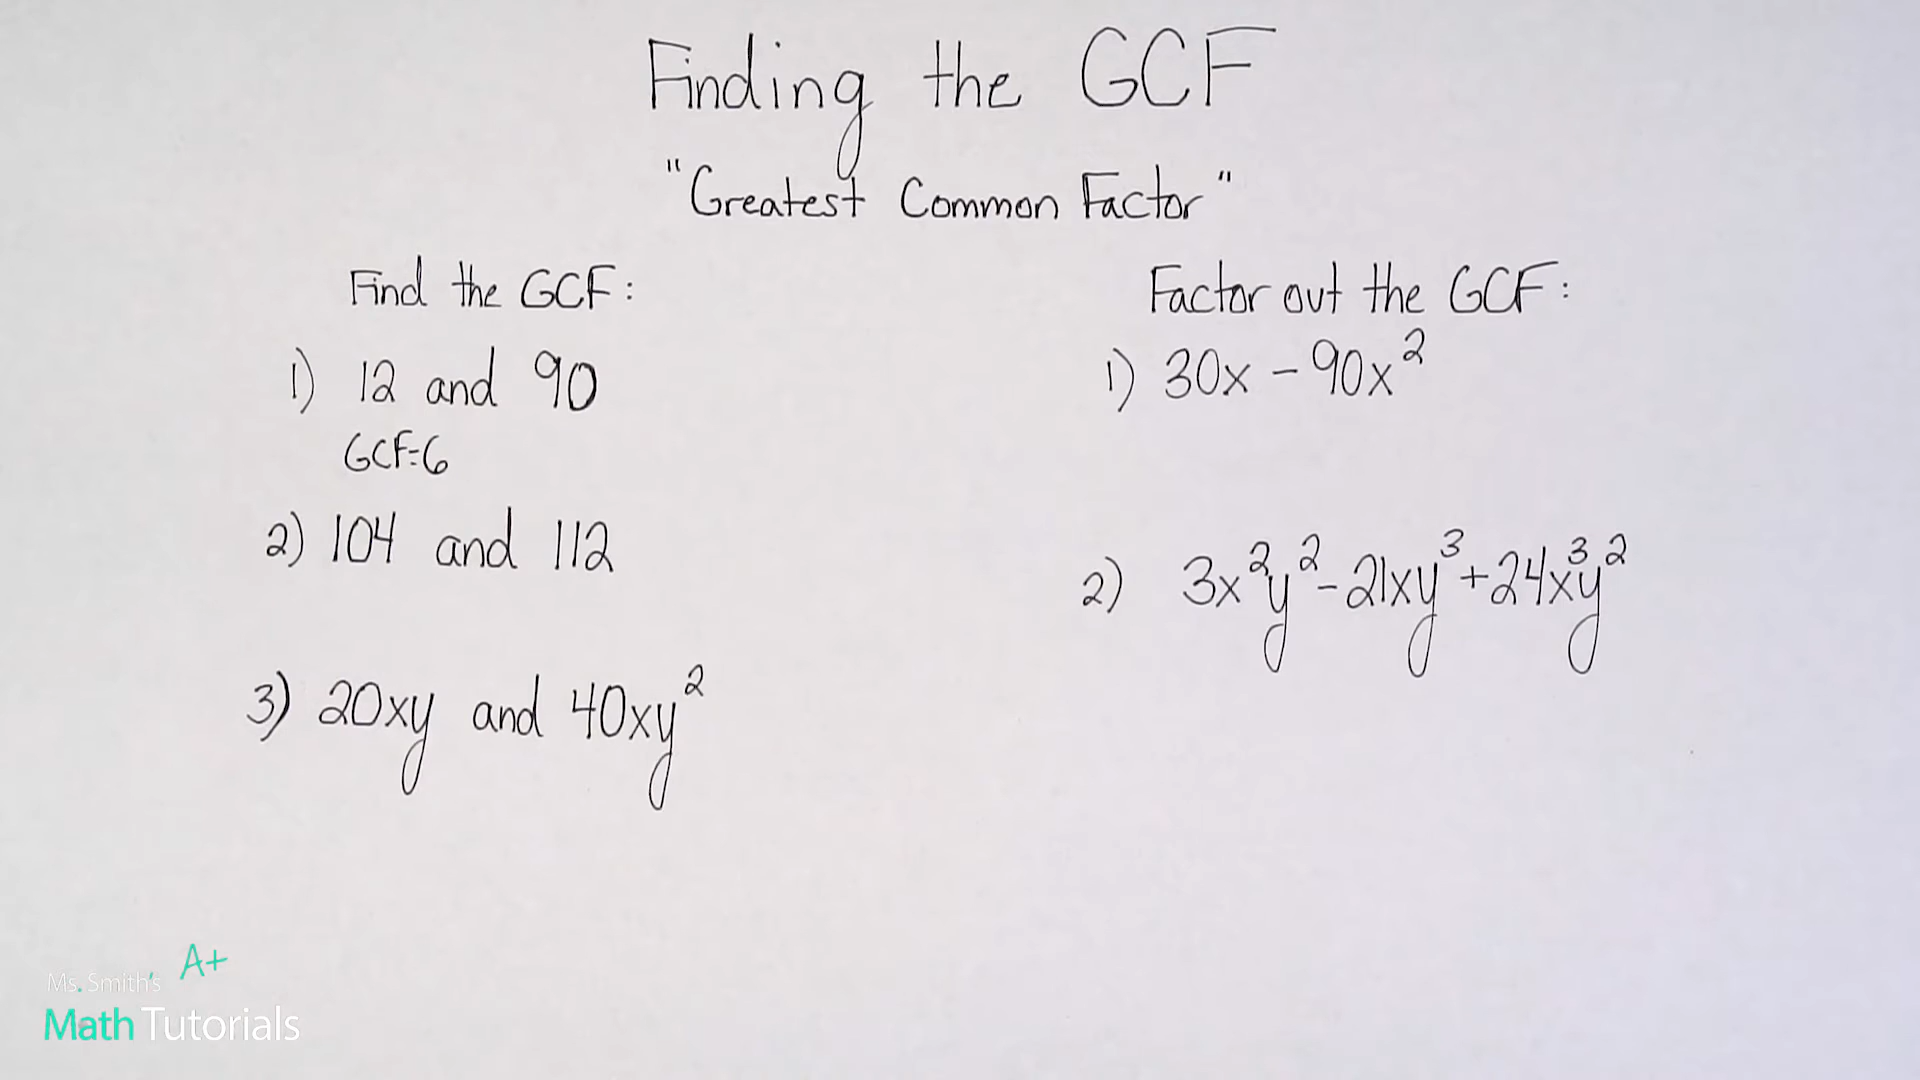 Finding the GCF
"Greatest Common Factor"
Find the GCF:
1) 12 and 90
GCF=6
2) 104 and 112
3) 20xy and 40xy²
Factor out the GCF:
1) 30x - 90x²
2) 3x²y² - 21xy³ + 24x³y²
A+
Ms. Smith's
Math Tutorials